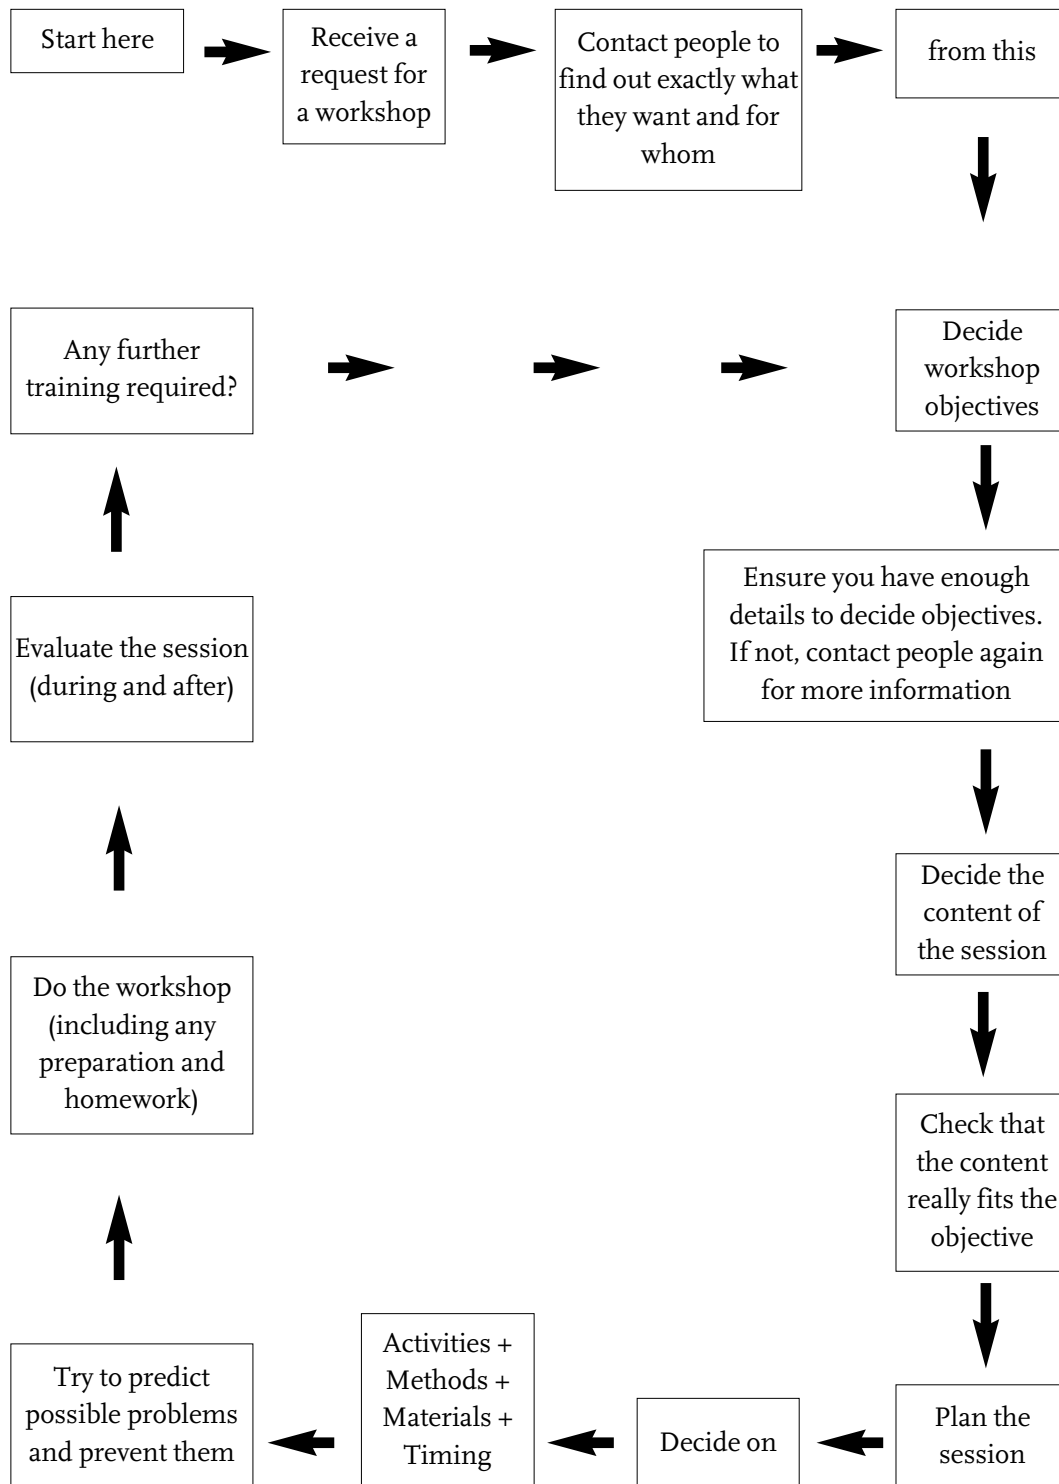 Start here
Receive a
request for
a workshop
Contact people to
find out exactly what
they want and for
whom
from this
Decide
workshop
objectives
Ensure you have enough
details to decide objectives.
If not, contact people again
for more information
Decide the
content of
the session
Check that
the content
really fits the
objective
Plan the
session
Decide on
Activities +
Methods +
Materials +
Timing
Try to predict
possible problems
and prevent them
Do the workshop
(including any
preparation and
homework)
Evaluate the session
(during and after)
Any further
training required?